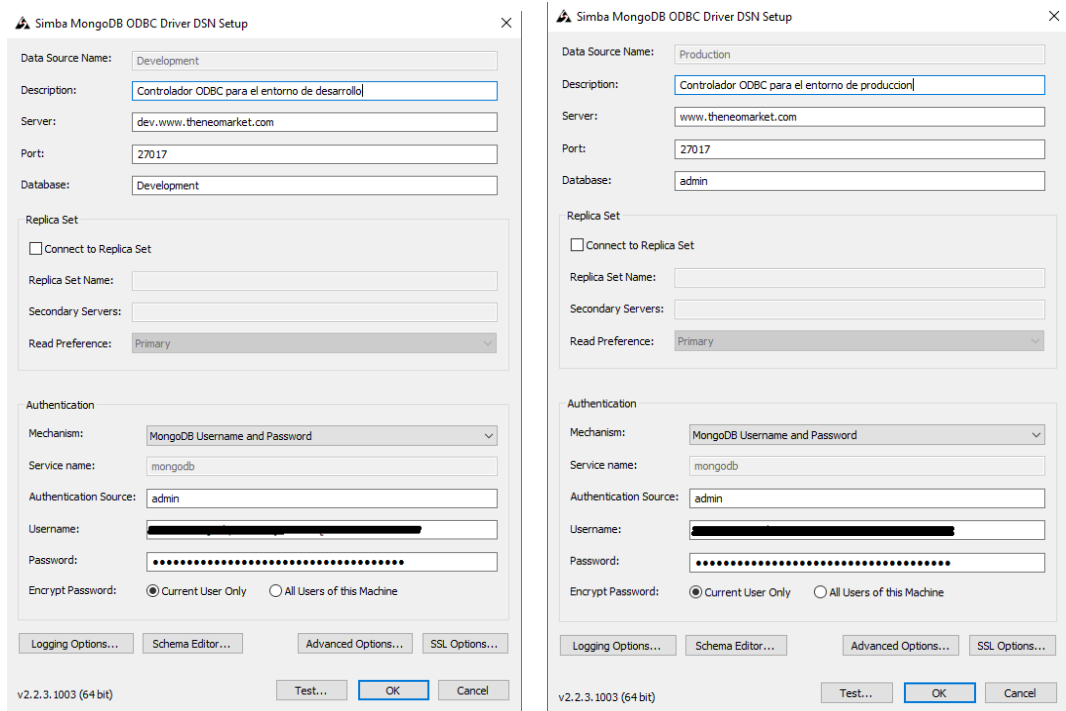 Simba MongoDB ODBC Driver DSN Setup
Data Source Name: Development
Description: Controlador ODBC para el entorno de desarrollo
Server: dev.www.theneomarket.com
Port: 27017
Database: Development
Replica Set
Connect to Replica Set
Replica Set Name:
Secondary Servers:
Read Preference: Primary
Authentication
Mechanism: MongoDB Username and Password
Service name: mongodb
Authentication Source: admin
Username:
Password: ••••••••••••••••••••••••••••••••••••
Encrypt Password: Current User Only All Users of this Machine
Logging Options... Schema Editor... Advanced Options... SSL Options...
v2.2.3.1003 (64 bit) Test... OK Cancel
Simba MongoDB ODBC Driver DSN Setup
Data Source Name: Production
Description: Controlador ODBC para el entorno de produccion
Server: www.theneomarket.com
Port: 27017
Database: admin
Replica Set
Connect to Replica Set
Replica Set Name:
Secondary Servers:
Read Preference: Primary
Authentication
Mechanism: MongoDB Username and Password
Service name: mongodb
Authentication Source: admin
Username:
Password: ••••••••••••••••••••••••••••••••••••
Encrypt Password: Current User Only All Users of this Machine
Logging Options... Schema Editor... Advanced Options... SSL Options...
v2.2.3.1003 (64 bit) Test... OK Cancel